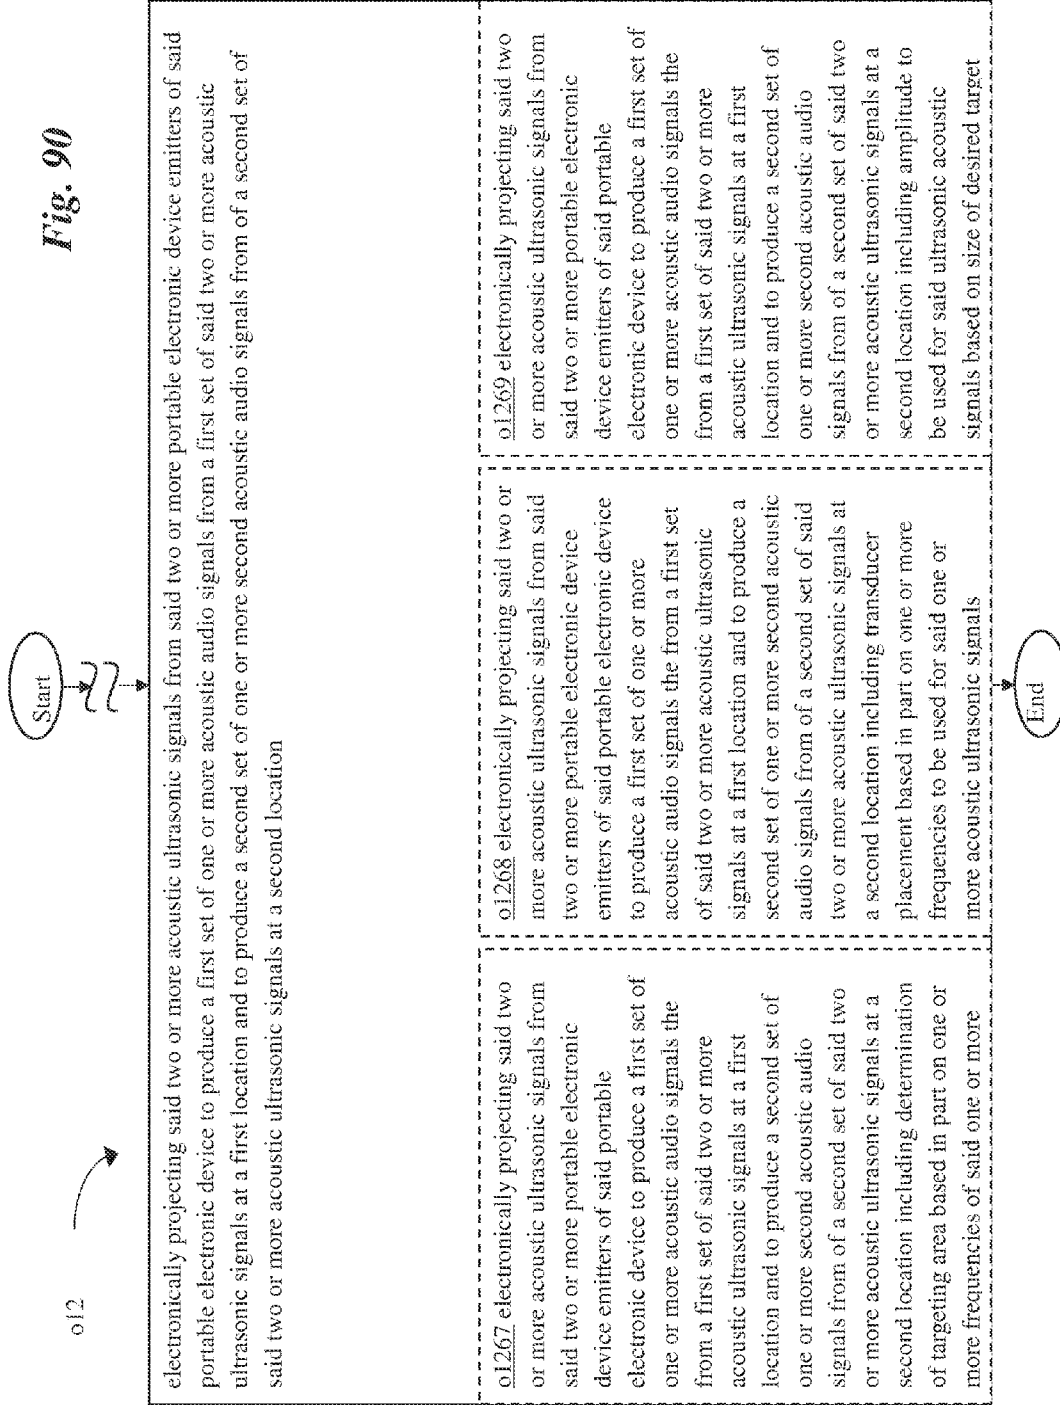 Fig. 90
o12
Start
electronically projecting said two or more acoustic ultrasonic signals from said two or more portable electronic device emitters of said
portable electronic device to produce a first set of one or more acoustic audio signals from a first set of said two or more acoustic
ultrasonic signals at a first location and to produce a second set of one or more second acoustic audio signals from of a second set of
said two or more acoustic ultrasonic signals at a second location
o1267 electronically projecting said two
or more acoustic ultrasonic signals from
said two or more portable electronic
device emitters of said portable
electronic device to produce a first set of
one or more acoustic audio signals the
from a first set of said two or more
acoustic ultrasonic signals at a first
location and to produce a second set of
one or more second acoustic audio
signals from of a second set of said two
or more acoustic ultrasonic signals at a
second location including determination
of targeting area based in part on one or
more frequencies of said one or more
o1268 electronically projecting said two or
more acoustic ultrasonic signals from said
two or more portable electronic device
emitters of said portable electronic device
to produce a first set of one or more
acoustic audio signals the from a first set
of said two or more acoustic ultrasonic
signals at a first location and to produce a
second set of one or more second acoustic
audio signals from of a second set of said
two or more acoustic ultrasonic signals at
a second location including transducer
placement based in part on one or more
frequencies to be used for said one or
more acoustic ultrasonic signals
o1269 electronically projecting said two
or more acoustic ultrasonic signals from
said two or more portable electronic
device emitters of said portable
electronic device to produce a first set of
one or more acoustic audio signals the
from a first set of said two or more
acoustic ultrasonic signals at a first
location and to produce a second set of
one or more second acoustic audio
signals from of a second set of said two
or more acoustic ultrasonic signals at a
second location including amplitude to
be used for said ultrasonic acoustic
signals based on size of desired target
End